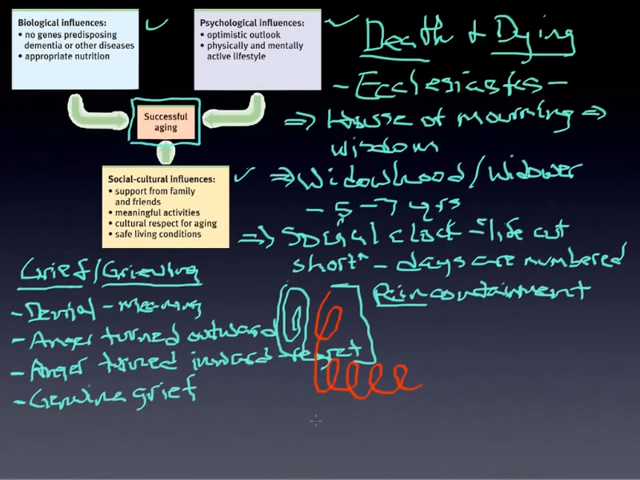 Biological influences:
• no genes predisposing
dementia or other diseases
• appropriate nutrition
Psychological influences:
• optimistic outlook
• physically and mentally
active lifestyle
Successful
aging
Social-cultural influences:
• support from family
and friends
• meaningful activities
• cultural respect for aging
• safe living conditions
Death & Dying
- Ecclesiastes -
⇒ House of mourning ⇒
wisdom
⇒ Widowhood/Widower
- 5-7 yrs
⇒ Social clock - "life cut
short" - days are numbered
Pain containment
Grief/Grieving
- Denial - meaning
- Anger turned outward
- Anger turned inward - regret
- Genuine grief